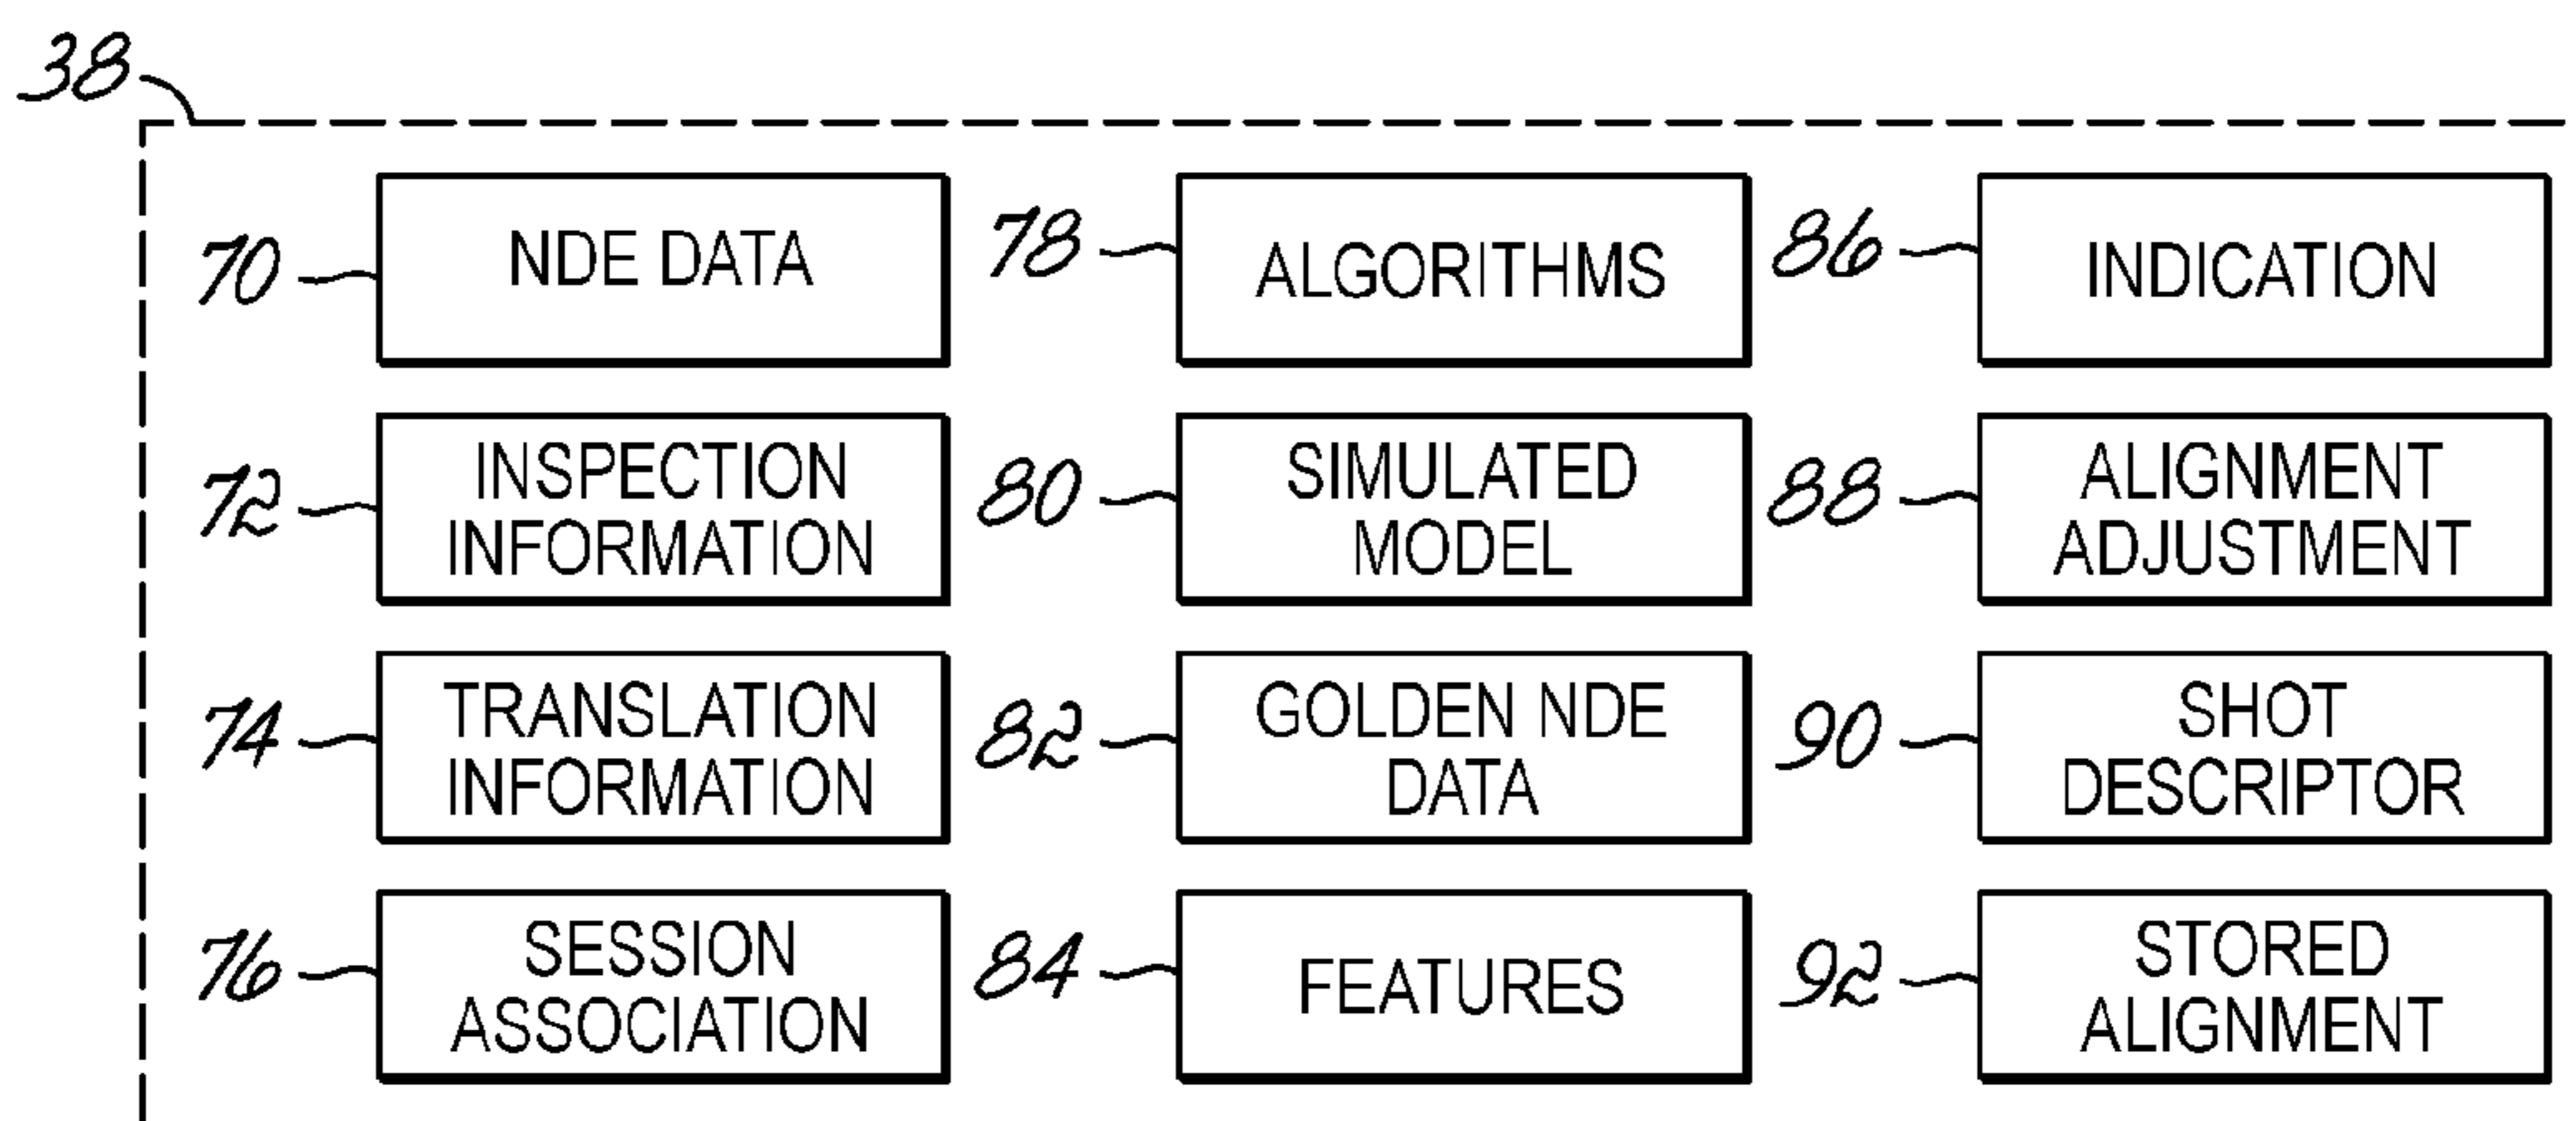 38
70
NDE DATA
78
ALGORITHMS
86
INDICATION
72
INSPECTION
INFORMATION
80
SIMULATED
MODEL
88
ALIGNMENT
ADJUSTMENT
74
TRANSLATION
INFORMATION
82
GOLDEN NDE
DATA
90
SHOT
DESCRIPTOR
76
SESSION
ASSOCIATION
84
FEATURES
92
STORED
ALIGNMENT